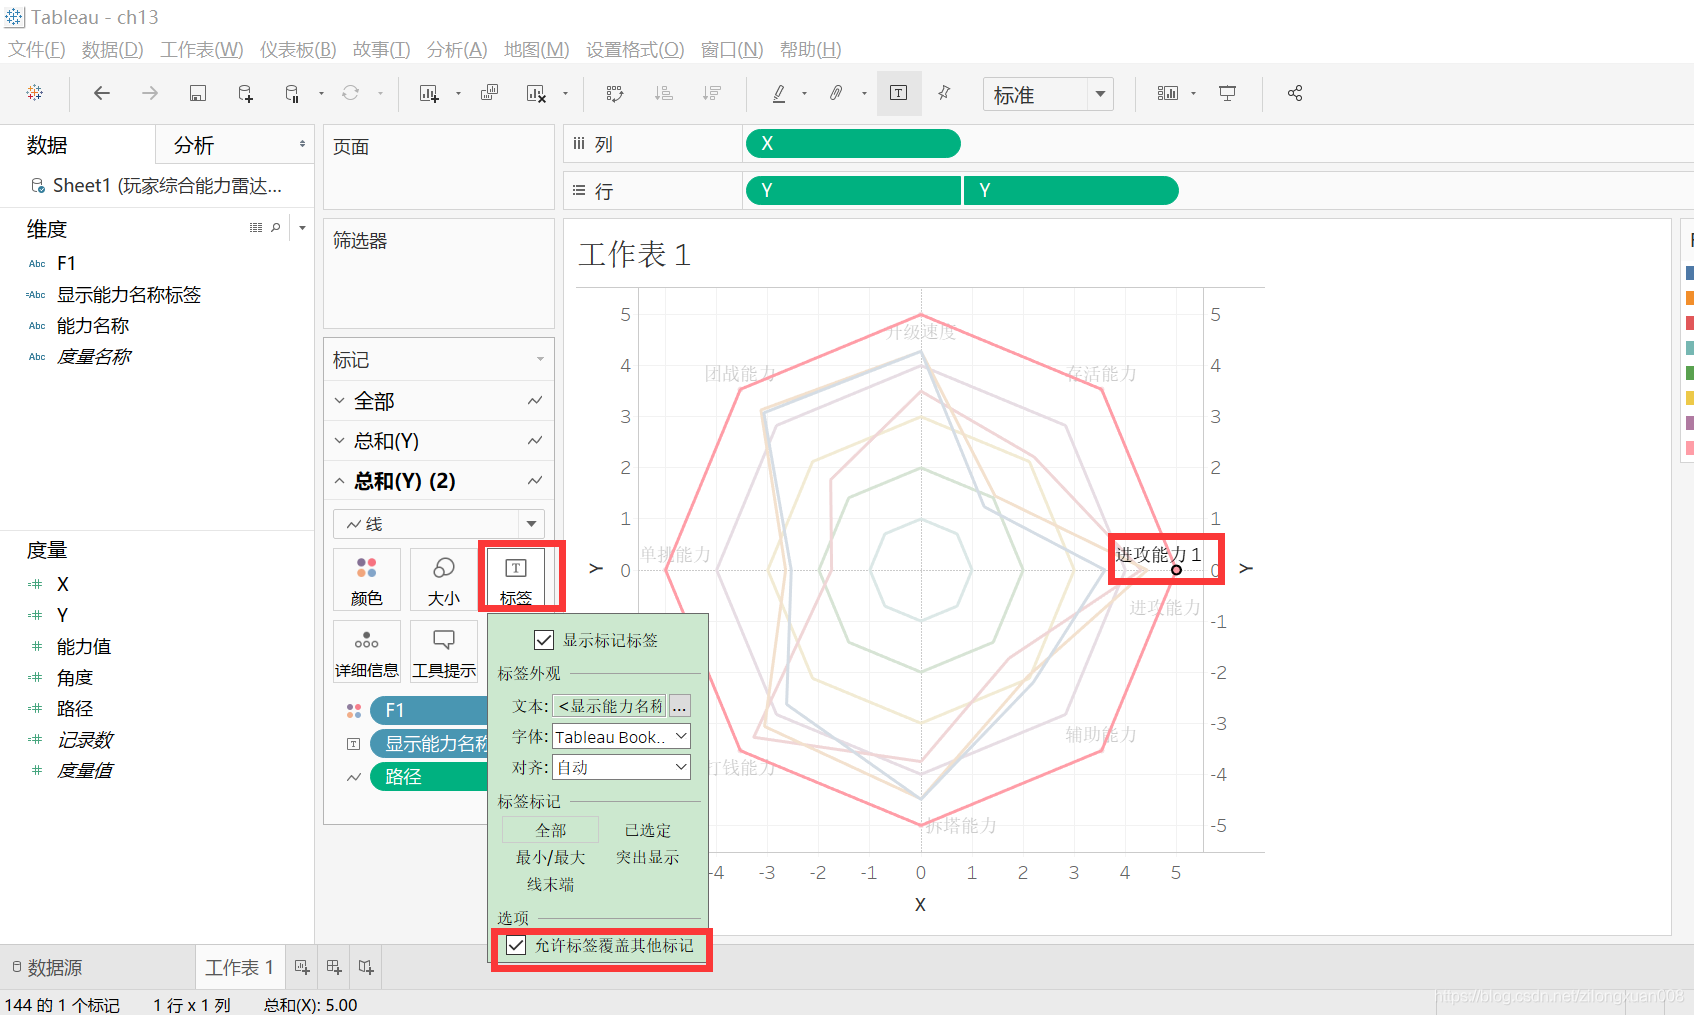 Tableau - ch13
文件(F) 数据(D) 工作表(W) 仪表板(B) 故事(T) 分析(A) 地图(M) 设置格式(O) 窗口(N) 帮助(H)
标准
数据 分析
Sheet1 (玩家综合能力雷达...
维度
Abc F1
=Abc 显示能力名称标签
Abc 能力名称
Abc 度量名称
度量
=# X
=# Y
# 能力值
=# 角度
=# 路径
=# 记录数
# 度量值
页面
筛选器
标记
全部
总和(Y)
总和(Y) (2)
线
颜色 大小 标签
详细信息 工具提示
F1
显示能力名称
路径
显示标记标签
标签外观
文本: <显示能力名称 ...
字体: Tableau Book..
对齐: 自动
标签标记
全部 已选定
最小/最大 突出显示
线末端
选项
允许标签覆盖其他标记
列 X
行 Y Y
工作表 1
5 5
升级速度
4 4
团战能力 存活能力
3 3
2 2
1 1
单挑能力 进攻能力 1
Y 0 0 Y
进攻能力
-1
-2
-3
辅助能力
打钱能力 -4
拆塔能力 -5
-4 -3 -2 -1 0 1 2 3 4 5
X
数据源 工作表 1
144 的 1 个标记 1 行 x 1 列 总和(X): 5.00
https://blog.csdn.net/zilongxuan008